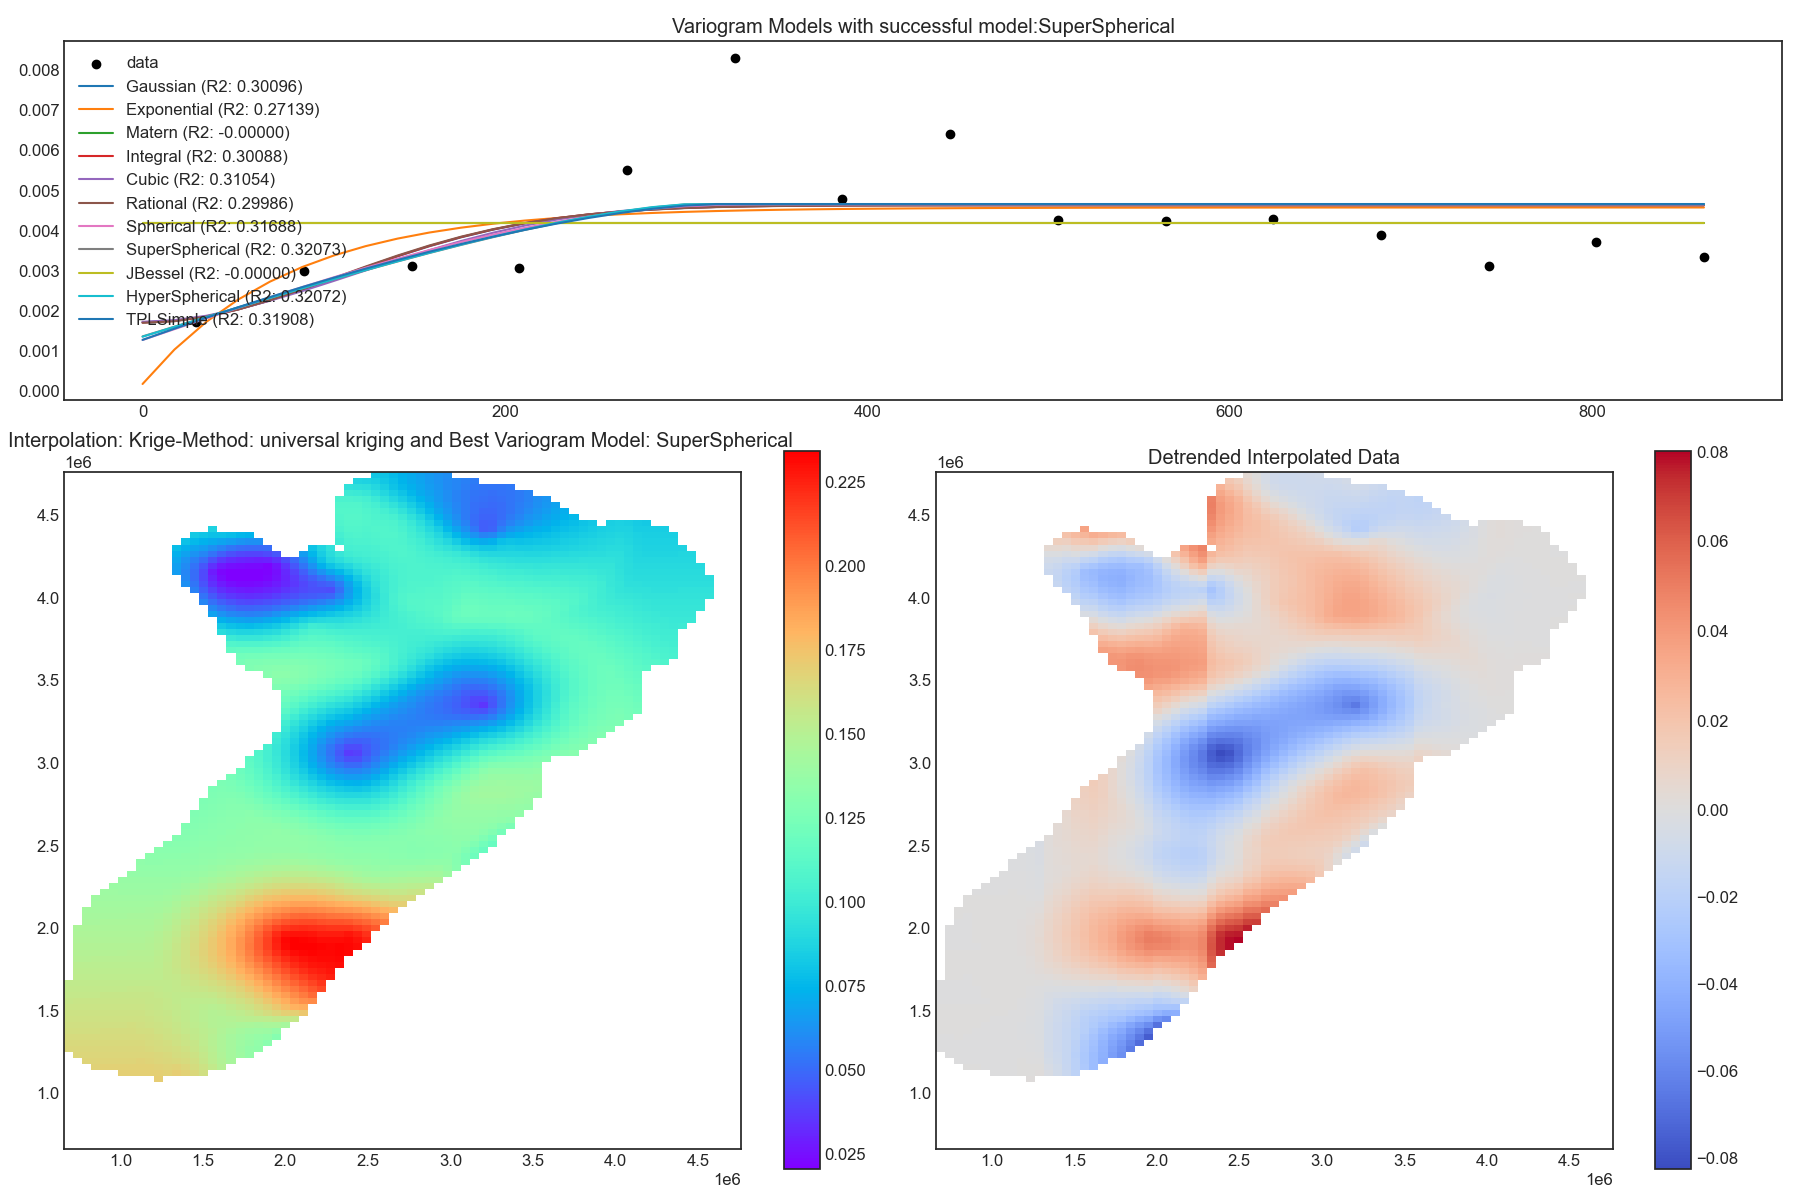 Variogram Models with successful model:SuperSpherical
0.008
0.007
0.006
0.005
0.004
0.003
0.002
0.001
0.000
data
Gaussian (R2: 0.30096)
Exponential (R2: 0.27139)
Matern (R2: -0.00000)
Integral (R2: 0.30088)
Cubic (R2: 0.31054)
Rational (R2: 0.29986)
Spherical (R2: 0.31688)
SuperSpherical (R2: 0.32073)
JBessel (R2: -0.00000)
HyperSpherical (R2: 0.32072)
TPLSimple (R2: 0.31908)
0 200 400 600 800
Interpolation: Krige-Method: universal kriging and Best Variogram Model: SuperSpherical
1e6
4.5
4.0
3.5
3.0
2.5
2.0
1.5
1.0
1.0 1.5 2.0 2.5 3.0 3.5 4.0 4.5
1e6
0.225
0.200
0.175
0.150
0.125
0.100
0.075
0.050
0.025
Detrended Interpolated Data
1e6
4.5
4.0
3.5
3.0
2.5
2.0
1.5
1.0
1.0 1.5 2.0 2.5 3.0 3.5 4.0 4.5
1e6
0.08
0.06
0.04
0.02
0.00
−0.02
−0.04
−0.06
−0.08